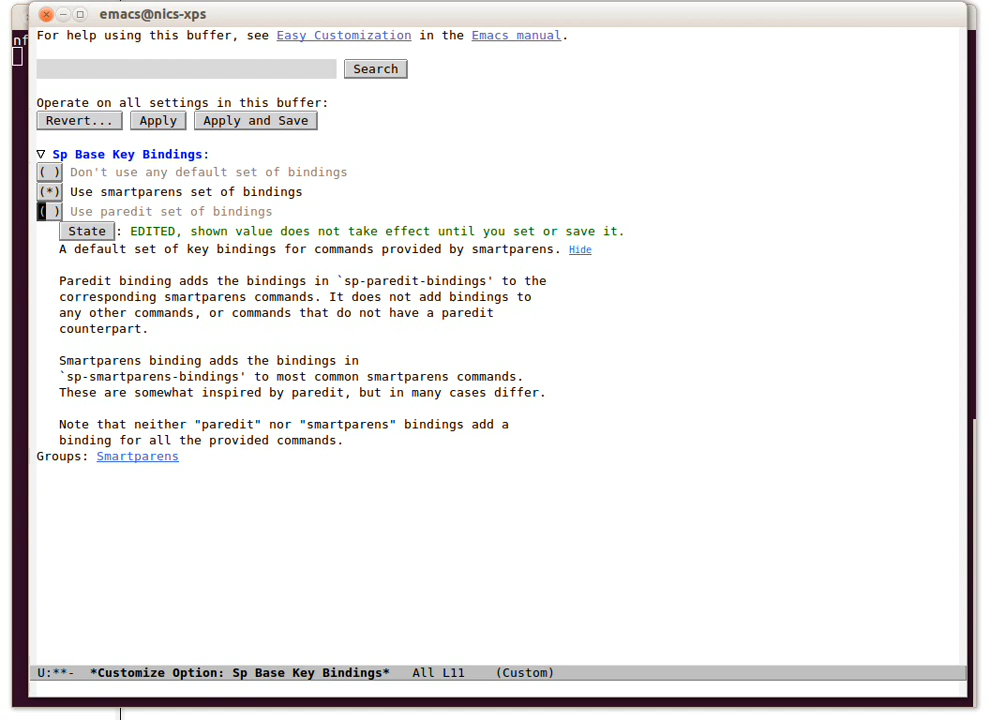 emacs@nics-xps
nf
For help using this buffer, see Easy Customization in the Emacs manual.
Search
Operate on all settings in this buffer:
Revert... Apply Apply and Save
▽ Sp Base Key Bindings:
( ) Don't use any default set of bindings
(*) Use smartparens set of bindings
( ) Use paredit set of bindings
State : EDITED, shown value does not take effect until you set or save it.
A default set of key bindings for commands provided by smartparens. Hide
Paredit binding adds the bindings in `sp-paredit-bindings' to the
corresponding smartparens commands. It does not add bindings to
any other commands, or commands that do not have a paredit
counterpart.
Smartparens binding adds the bindings in
`sp-smartparens-bindings' to most common smartparens commands.
These are somewhat inspired by paredit, but in many cases differ.
Note that neither "paredit" nor "smartparens" bindings add a
binding for all the provided commands.
Groups: Smartparens
U:**-  *Customize Option: Sp Base Key Bindings*   All L11    (Custom)